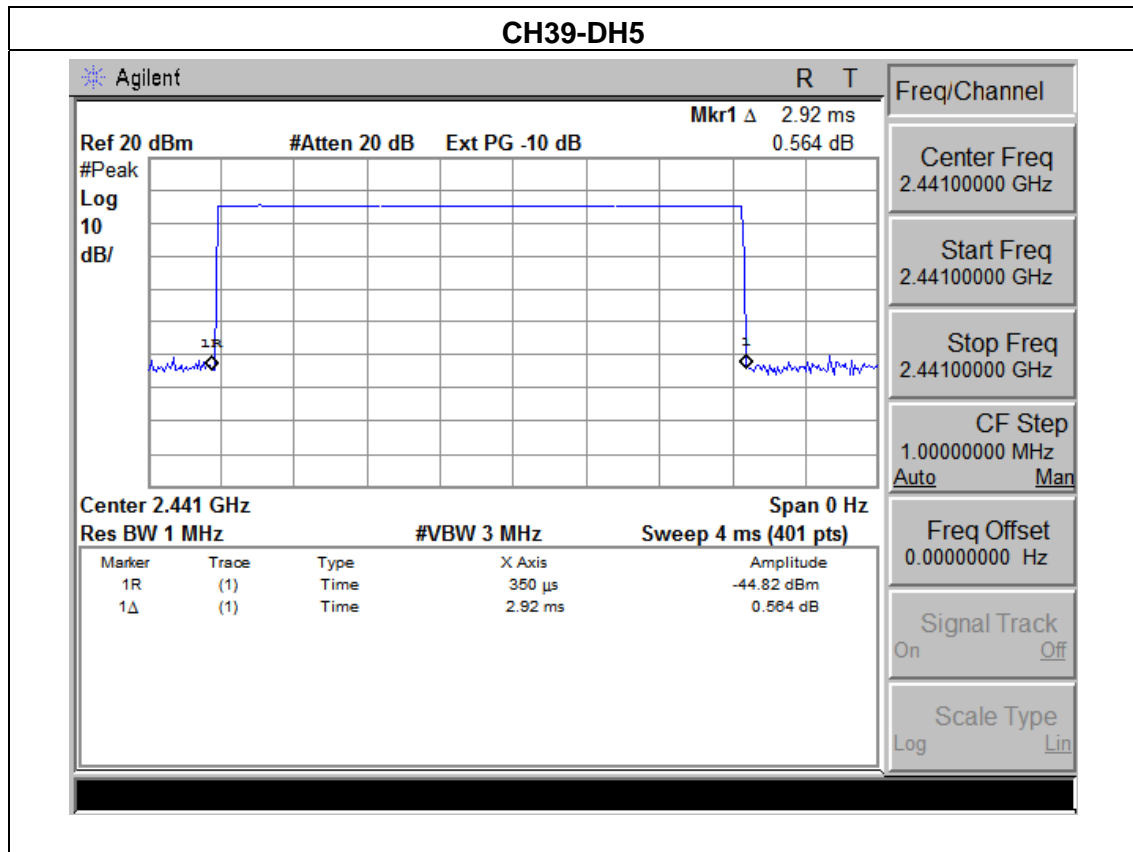 CH39-DH5
Agilent R T
Mkr1 Δ 2.92 ms
Ref 20 dBm #Atten 20 dB Ext PG -10 dB 0.564 dB
#Peak
Log
10
dB/
1R
1
Center 2.441 GHz Span 0 Hz
Res BW 1 MHz #VBW 3 MHz Sweep 4 ms (401 pts)
Marker Trace Type X Axis Amplitude
1R (1) Time 350 µs -44.82 dBm
1Δ (1) Time 2.92 ms 0.564 dB
Freq/Channel
Center Freq
2.44100000 GHz
Start Freq
2.44100000 GHz
Stop Freq
2.44100000 GHz
CF Step
1.00000000 MHz
Auto Man
Freq Offset
0.00000000 Hz
Signal Track
On Off
Scale Type
Log Lin